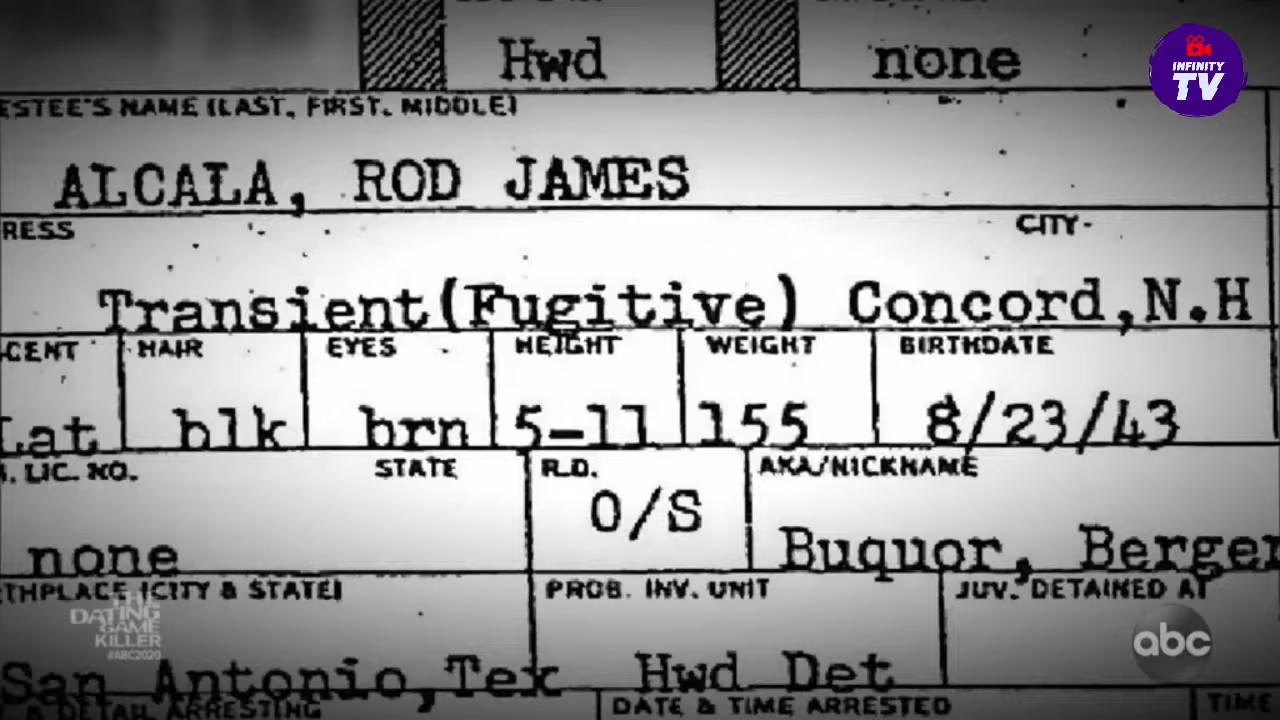 Hwd none
INFINITY
TV
ESTEE'S NAME (LAST, FIRST, MIDDLE)
ALCALA, ROD JAMES
RESS CITY
Transient(Fugitive) Concord,N.H
CENT HAIR EYES HEIGHT WEIGHT BIRTHDATE
Lat blk brn 5-11 155 8/23/43
. LIC. NO. STATE R.D. AKA/NICKNAME
O/S
none Buquor, Berger
THPLACE (CITY & STATE) PROB. INV. UNIT JUV. DETAINED AT
THE
DATING
GAME
KILLER
#ABC2020
abc
San Antonio,Tex Hwd Det
& DETAIL ARRESTING DATE & TIME ARRESTED TIME